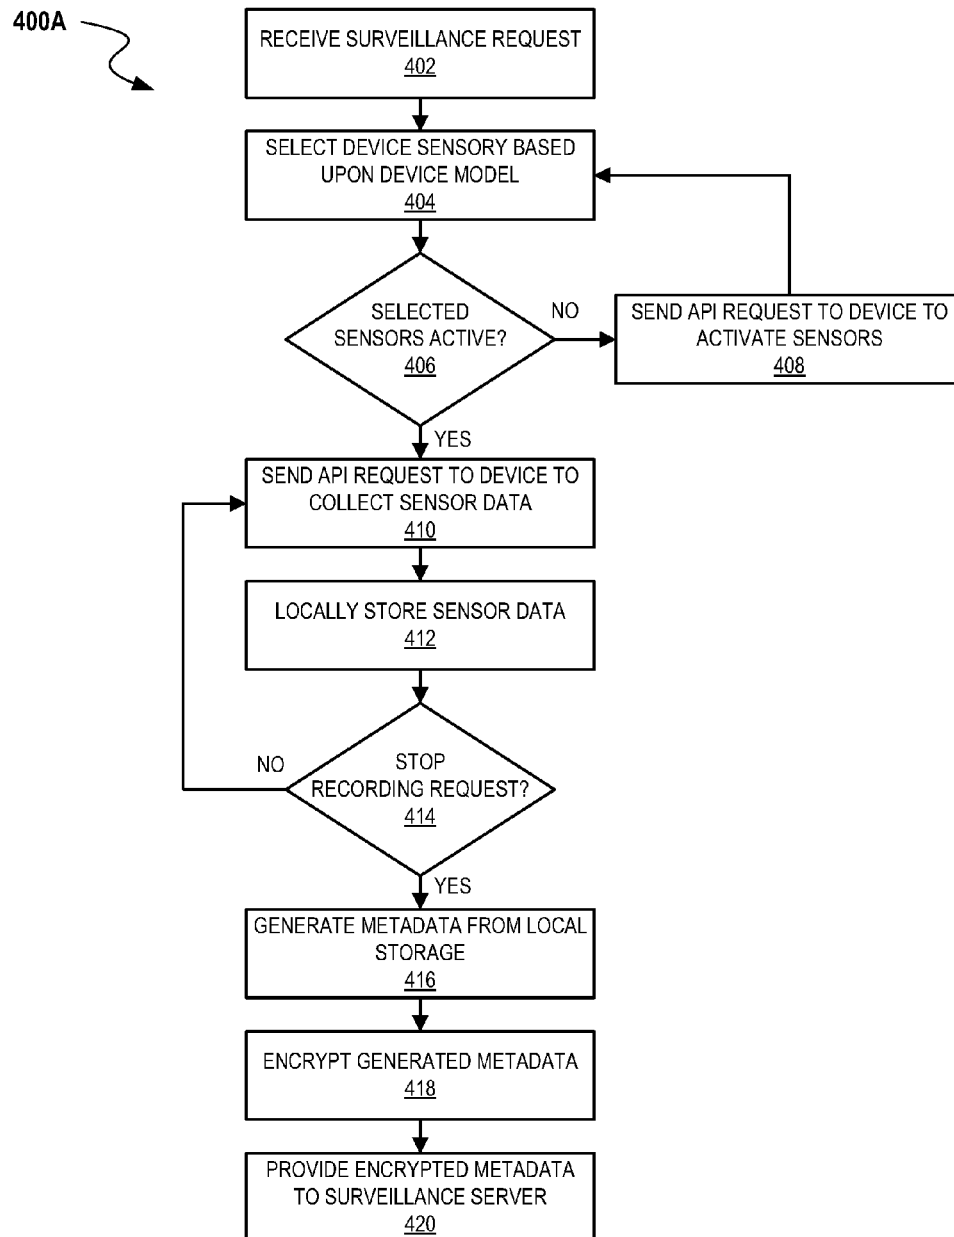 400A
RECEIVE SURVEILLANCE REQUEST
402
SELECT DEVICE SENSORY BASED
UPON DEVICE MODEL
404
SELECTED
SENSORS ACTIVE?
406
NO
SEND API REQUEST TO DEVICE TO
ACTIVATE SENSORS
408
YES
SEND API REQUEST TO DEVICE TO
COLLECT SENSOR DATA
410
LOCALLY STORE SENSOR DATA
412
NO
STOP
RECORDING REQUEST?
414
YES
GENERATE METADATA FROM LOCAL
STORAGE
416
ENCRYPT GENERATED METADATA
418
PROVIDE ENCRYPTED METADATA
TO SURVEILLANCE SERVER
420